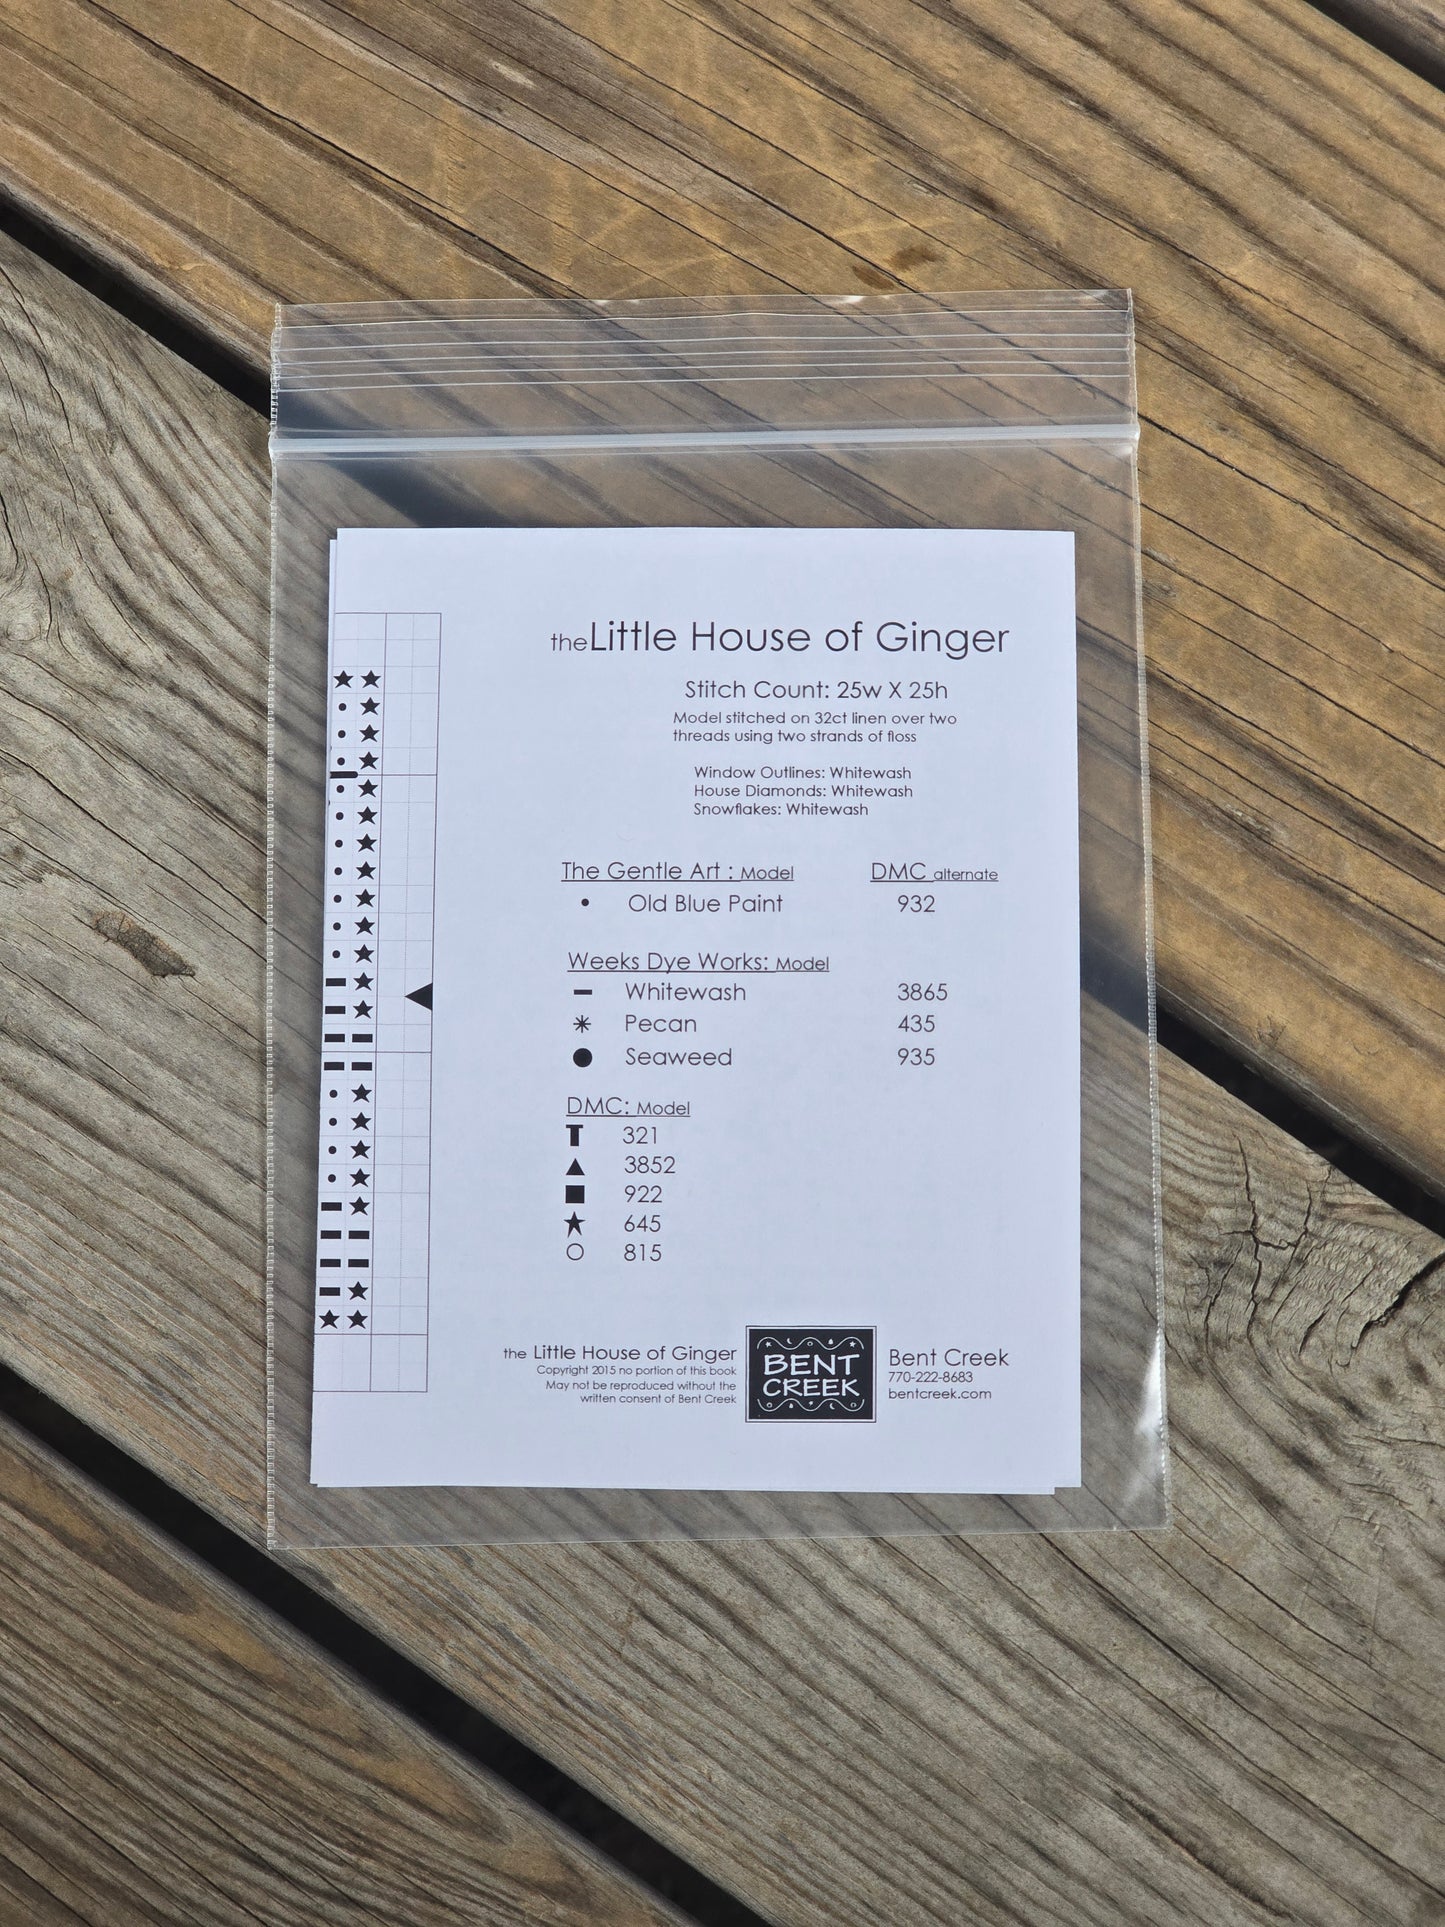 the Little House of Ginger
Stitch Count: 25w X 25h
Model stitched on 32ct linen over two
threads using two strands of floss
Window Outlines: Whitewash
House Diamonds: Whitewash
Snowflakes: Whitewash
The Gentle Art : Model DMC alternate
• Old Blue Paint 932
Weeks Dye Works: Model
Whitewash 3865
Pecan 435
Seaweed 935
DMC: Model
321
3852
922
645
815
the Little House of Ginger
Copyright 2015 no portion of this book
May not be reproduced without the
written consent of Bent Creek
BENT
CREEK
Bent Creek
770-222-8683
bentcreek.com